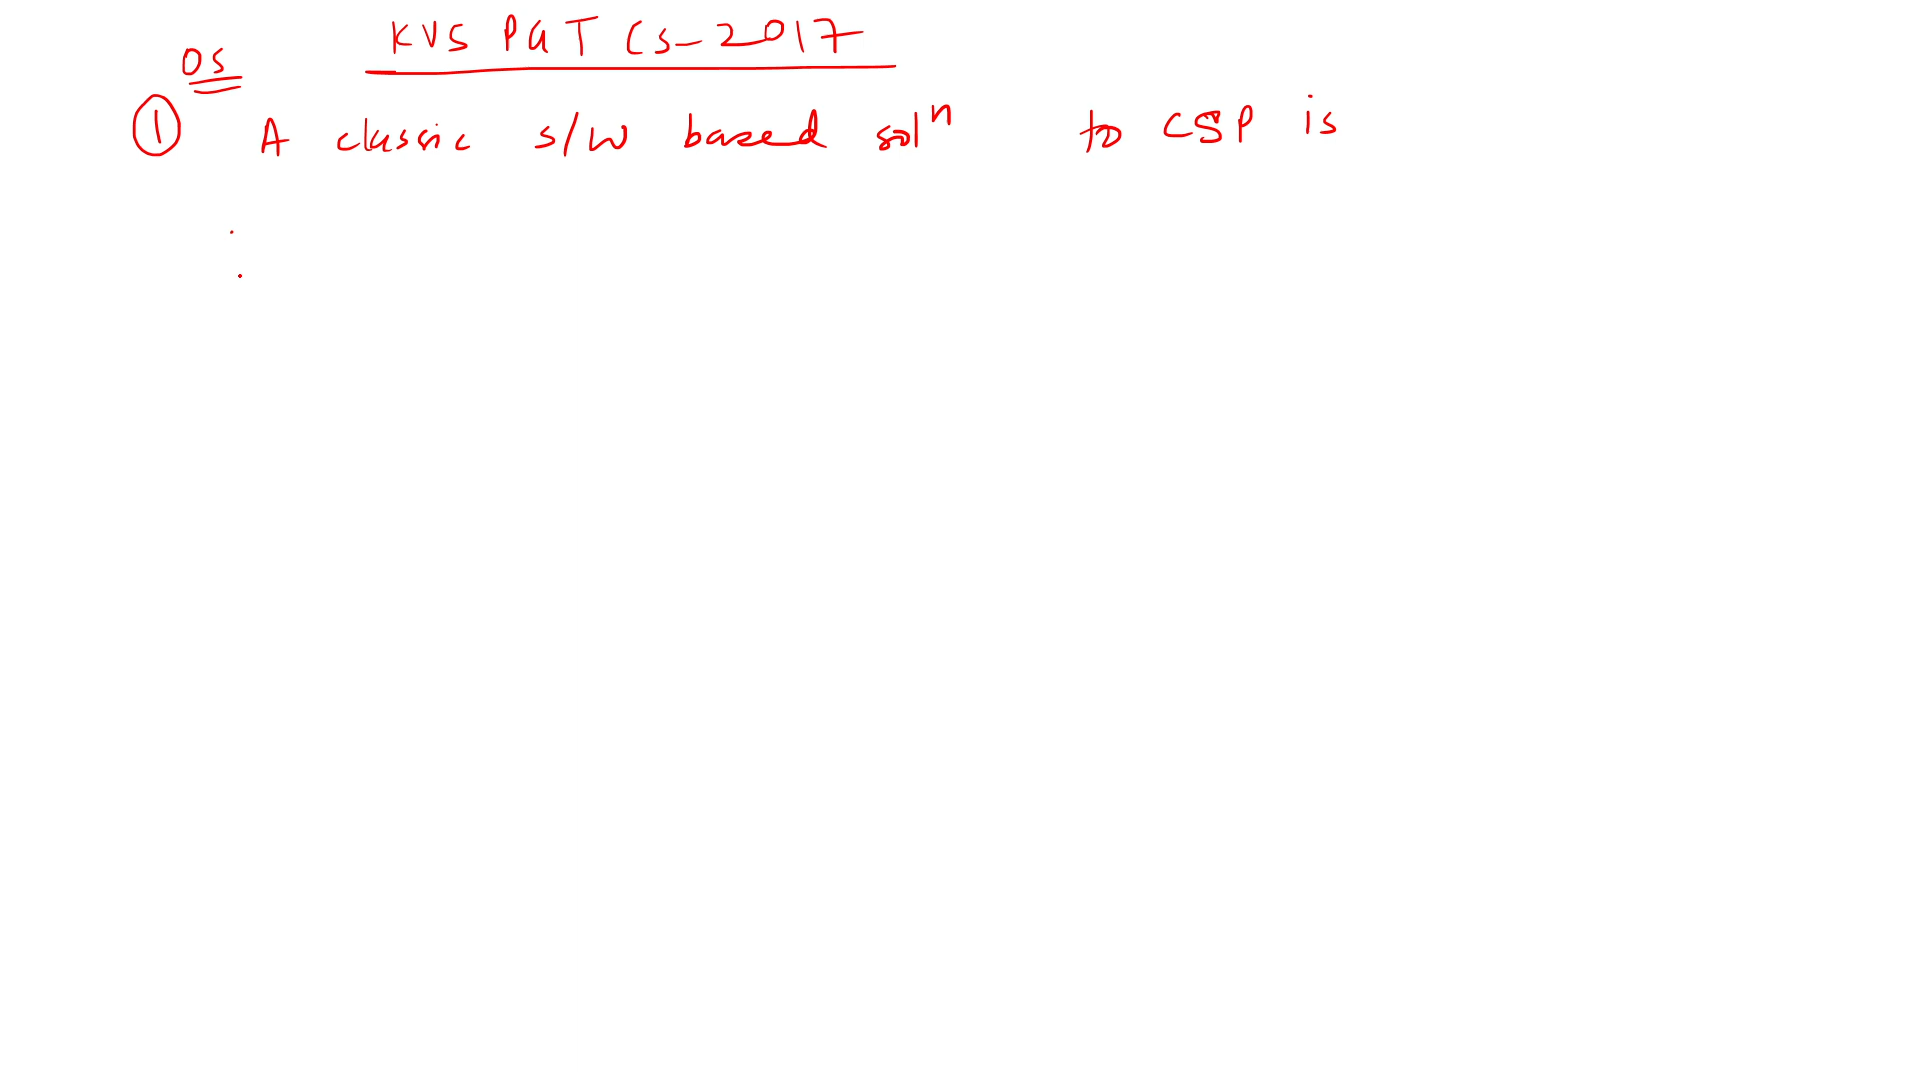 KVS PGT CS-2017
OS
① A classic s/w based solⁿ to CSP is